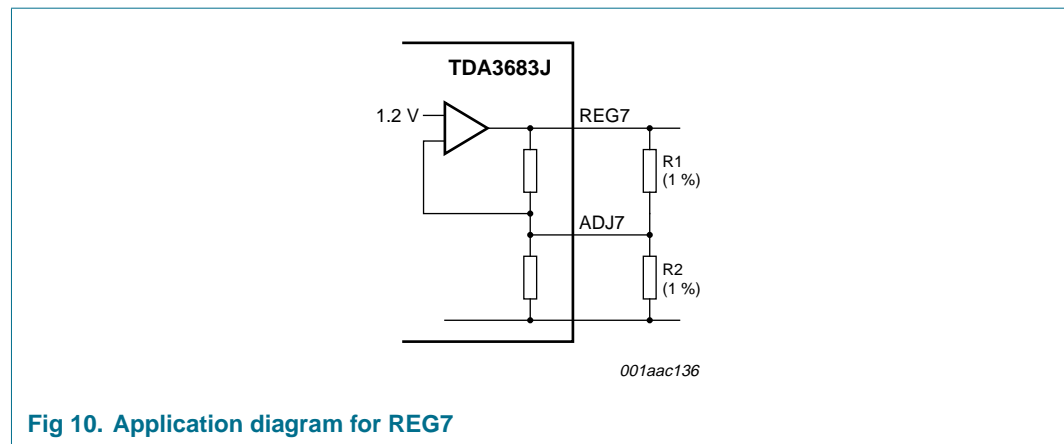 TDA3683J
1.2 V
REG7
R1
(1 %)
ADJ7
R2
(1 %)
001aac136
Fig 10. Application diagram for REG7